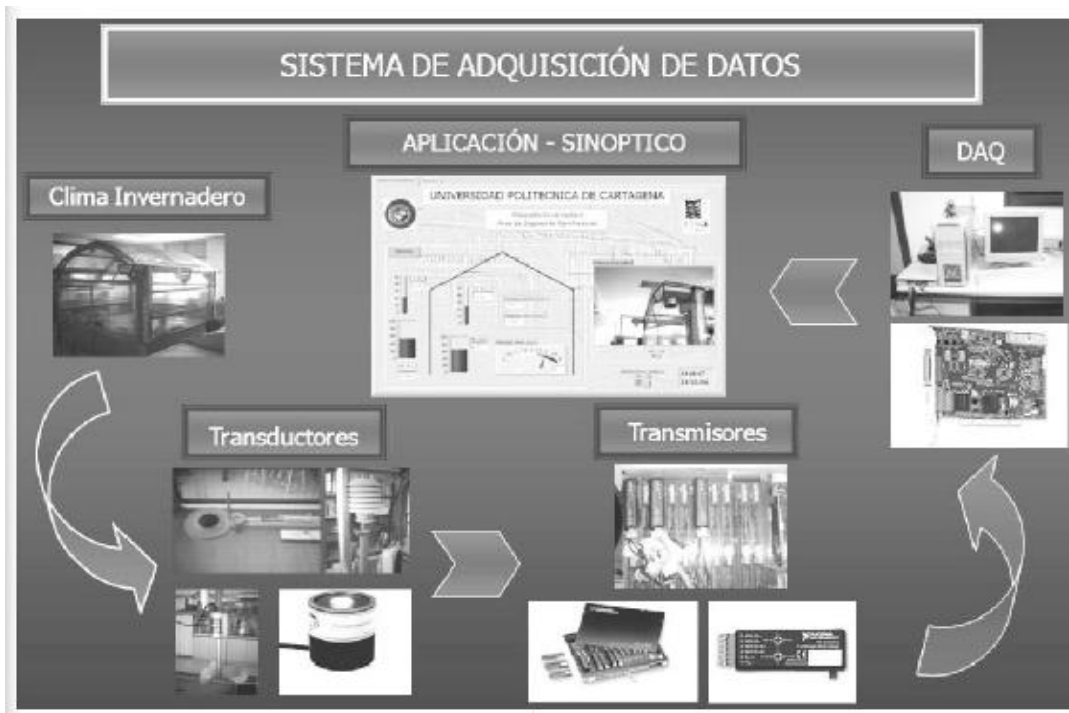 SISTEMA DE ADQUISICIÓN DE DATOS
APLICACIÓN - SINOPTICO
DAQ
Clima Invernadero
UNIVERSIDAD POLITECNICA DE CARTAGENA
Transductores
Transmisores